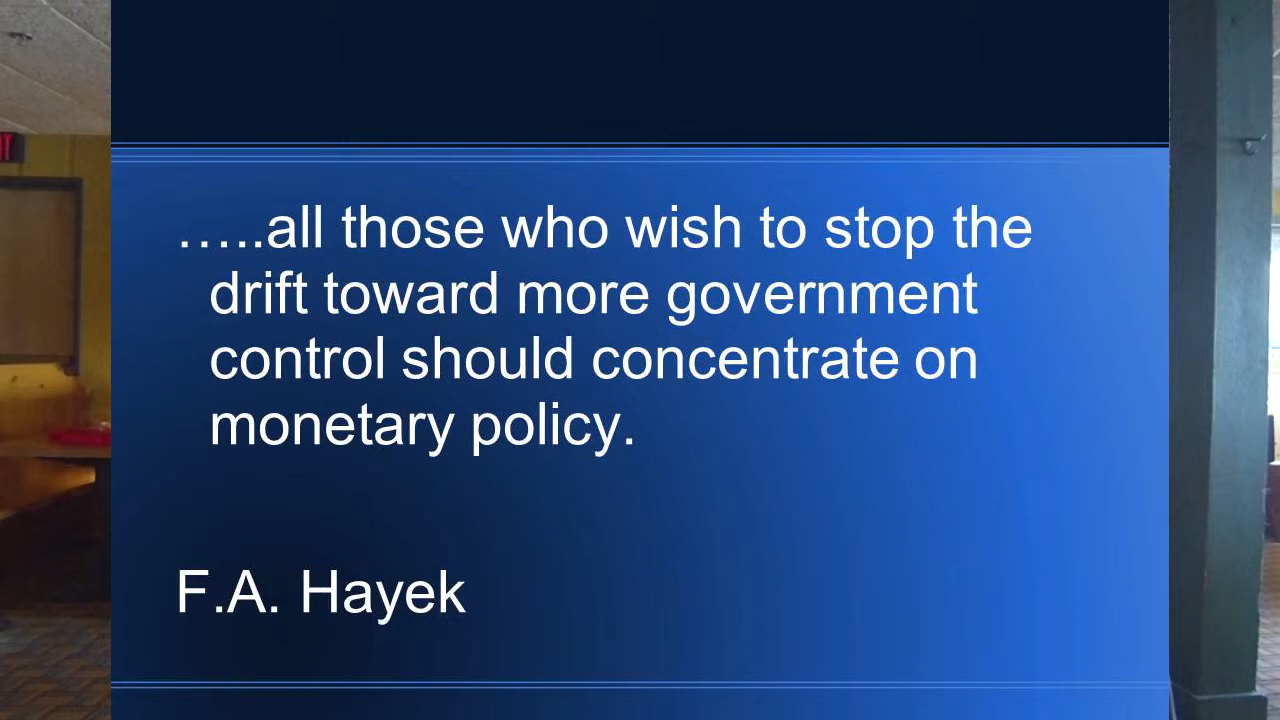 …..all those who wish to stop the
drift toward more government
control should concentrate on
monetary policy.
F.A. Hayek